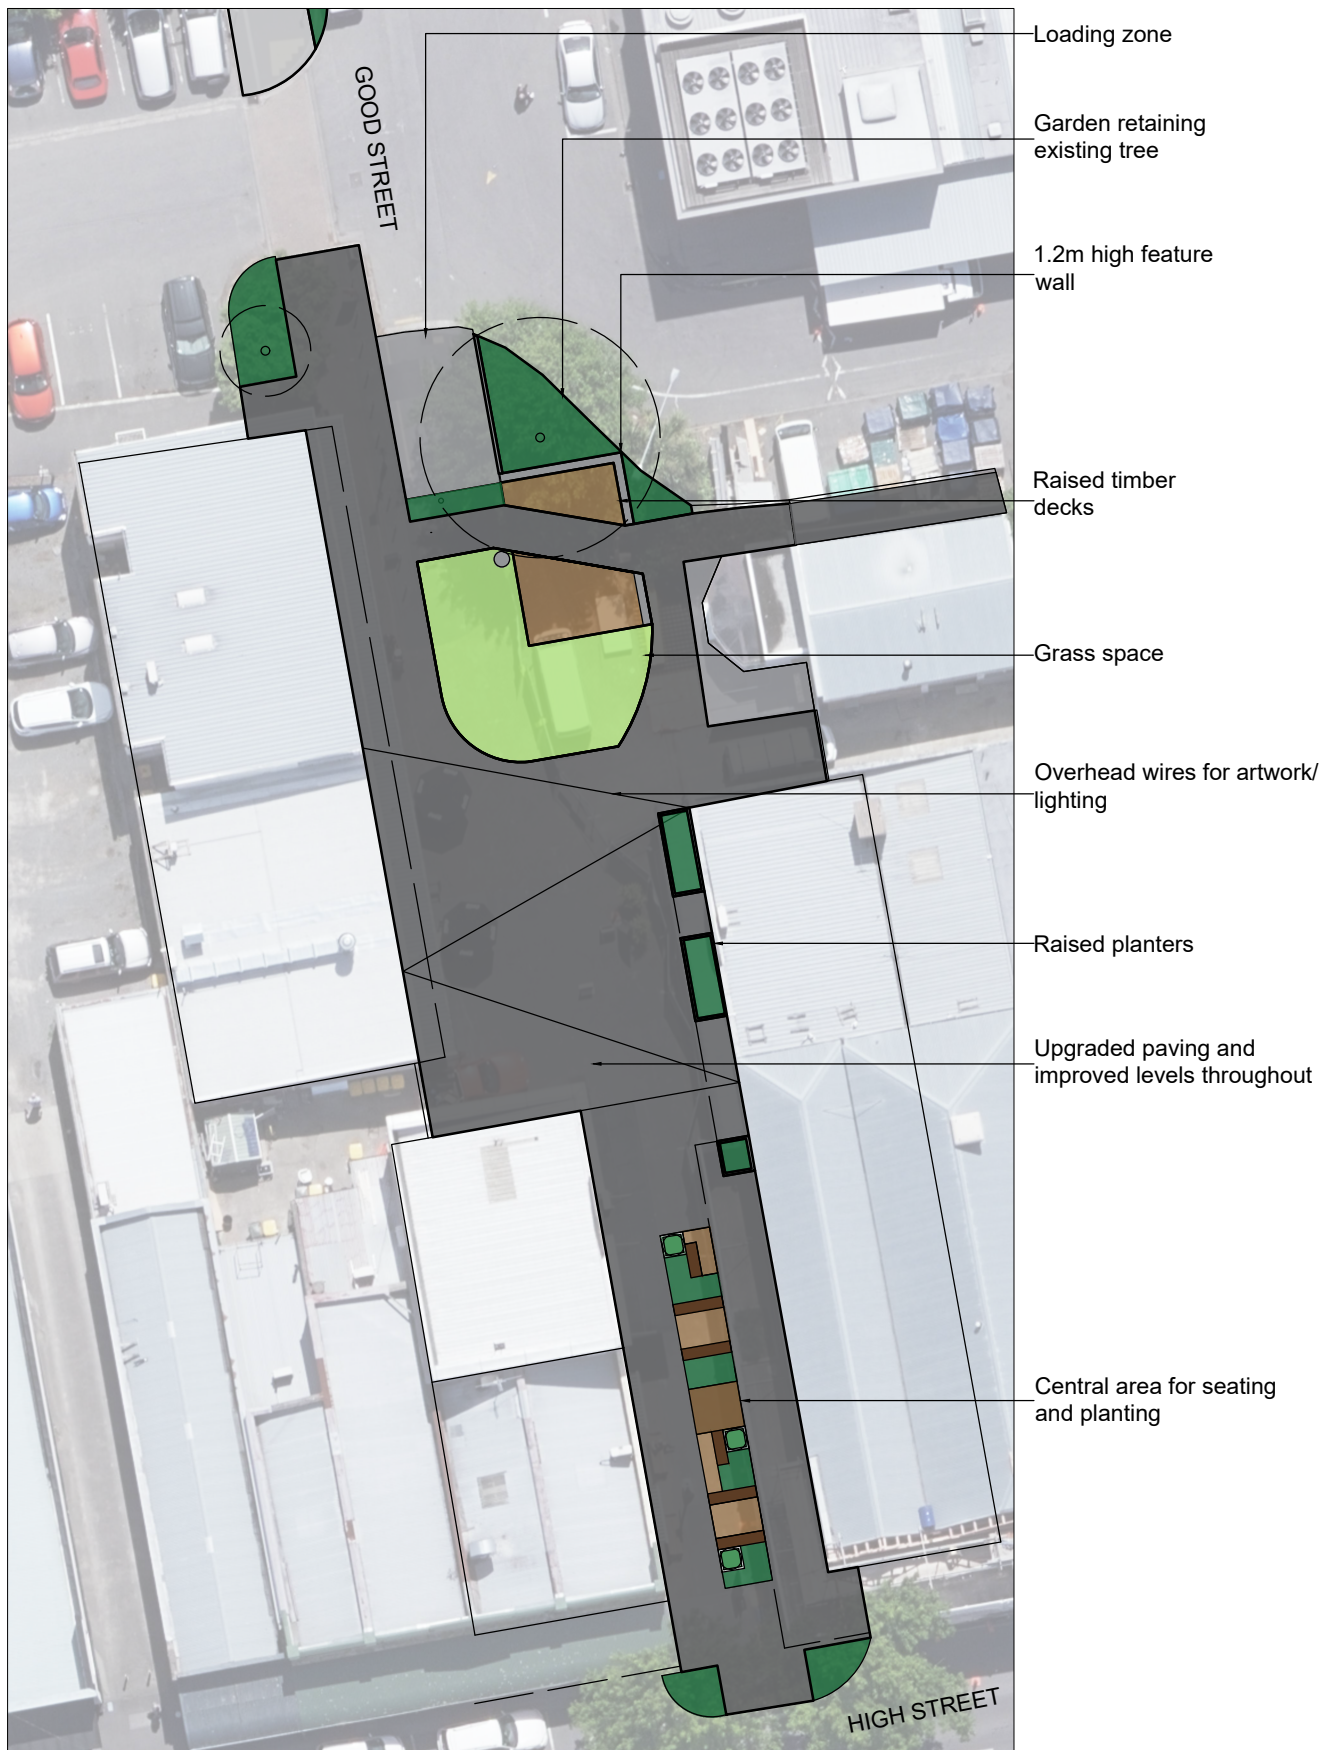 Loading zone
GOOD STREET
Garden retaining
existing tree
1.2m high feature
wall
Raised timber
decks
Grass space
Overhead wires for artwork/
lighting
Raised planters
Upgraded paving and
improved levels throughout
Central area for seating
and planting
HIGH STREET